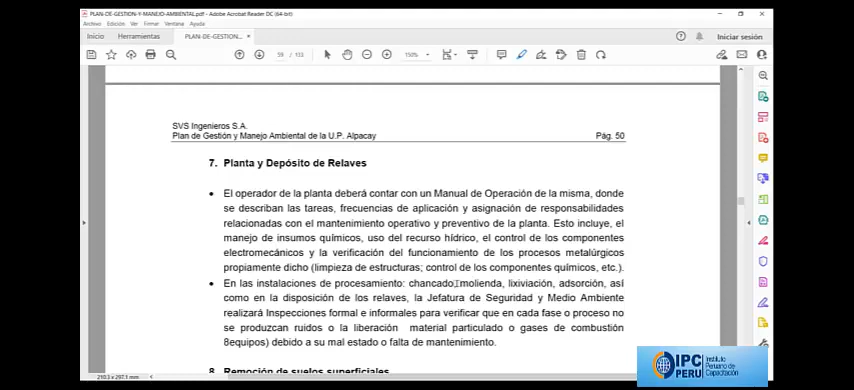 PLAN-DE-GESTION-Y-MANEJO-AMBIENTAL.pdf - Adobe Acrobat Reader DC (64-bit)
Archivo Edición Ver Firmar Ventana Ayuda
Inicio Herramientas PLAN-DE-GESTION... × Iniciar sesión
59 / 133 150%
SVS Ingenieros S.A.
Plan de Gestión y Manejo Ambiental de la U.P. Alpacay Pág. 50
7. Planta y Depósito de Relaves
• El operador de la planta deberá contar con un Manual de Operación de la misma, donde
se describan las tareas, frecuencias de aplicación y asignación de responsabilidades
relacionadas con el mantenimiento operativo y preventivo de la planta. Esto incluye, el
manejo de insumos químicos, uso del recurso hídrico, el control de los componentes
electromecánicos y la verificación del funcionamiento de los procesos metalúrgicos
propiamente dicho (limpieza de estructuras; control de los componentes químicos, etc.).
• En las instalaciones de procesamiento: chancado, molienda, lixiviación, adsorción, así
como en la disposición de los relaves, la Jefatura de Seguridad y Medio Ambiente
realizará Inspecciones formal e informales para verificar que en cada fase o proceso no
se produzcan ruidos o la liberación material particulado o gases de combustión
8equipos) debido a su mal estado o falta de mantenimiento.
8. Remoción de suelos superficiales
210.3 x 297.1 mm
IPC PERU Instituto Peruano de Capacitación